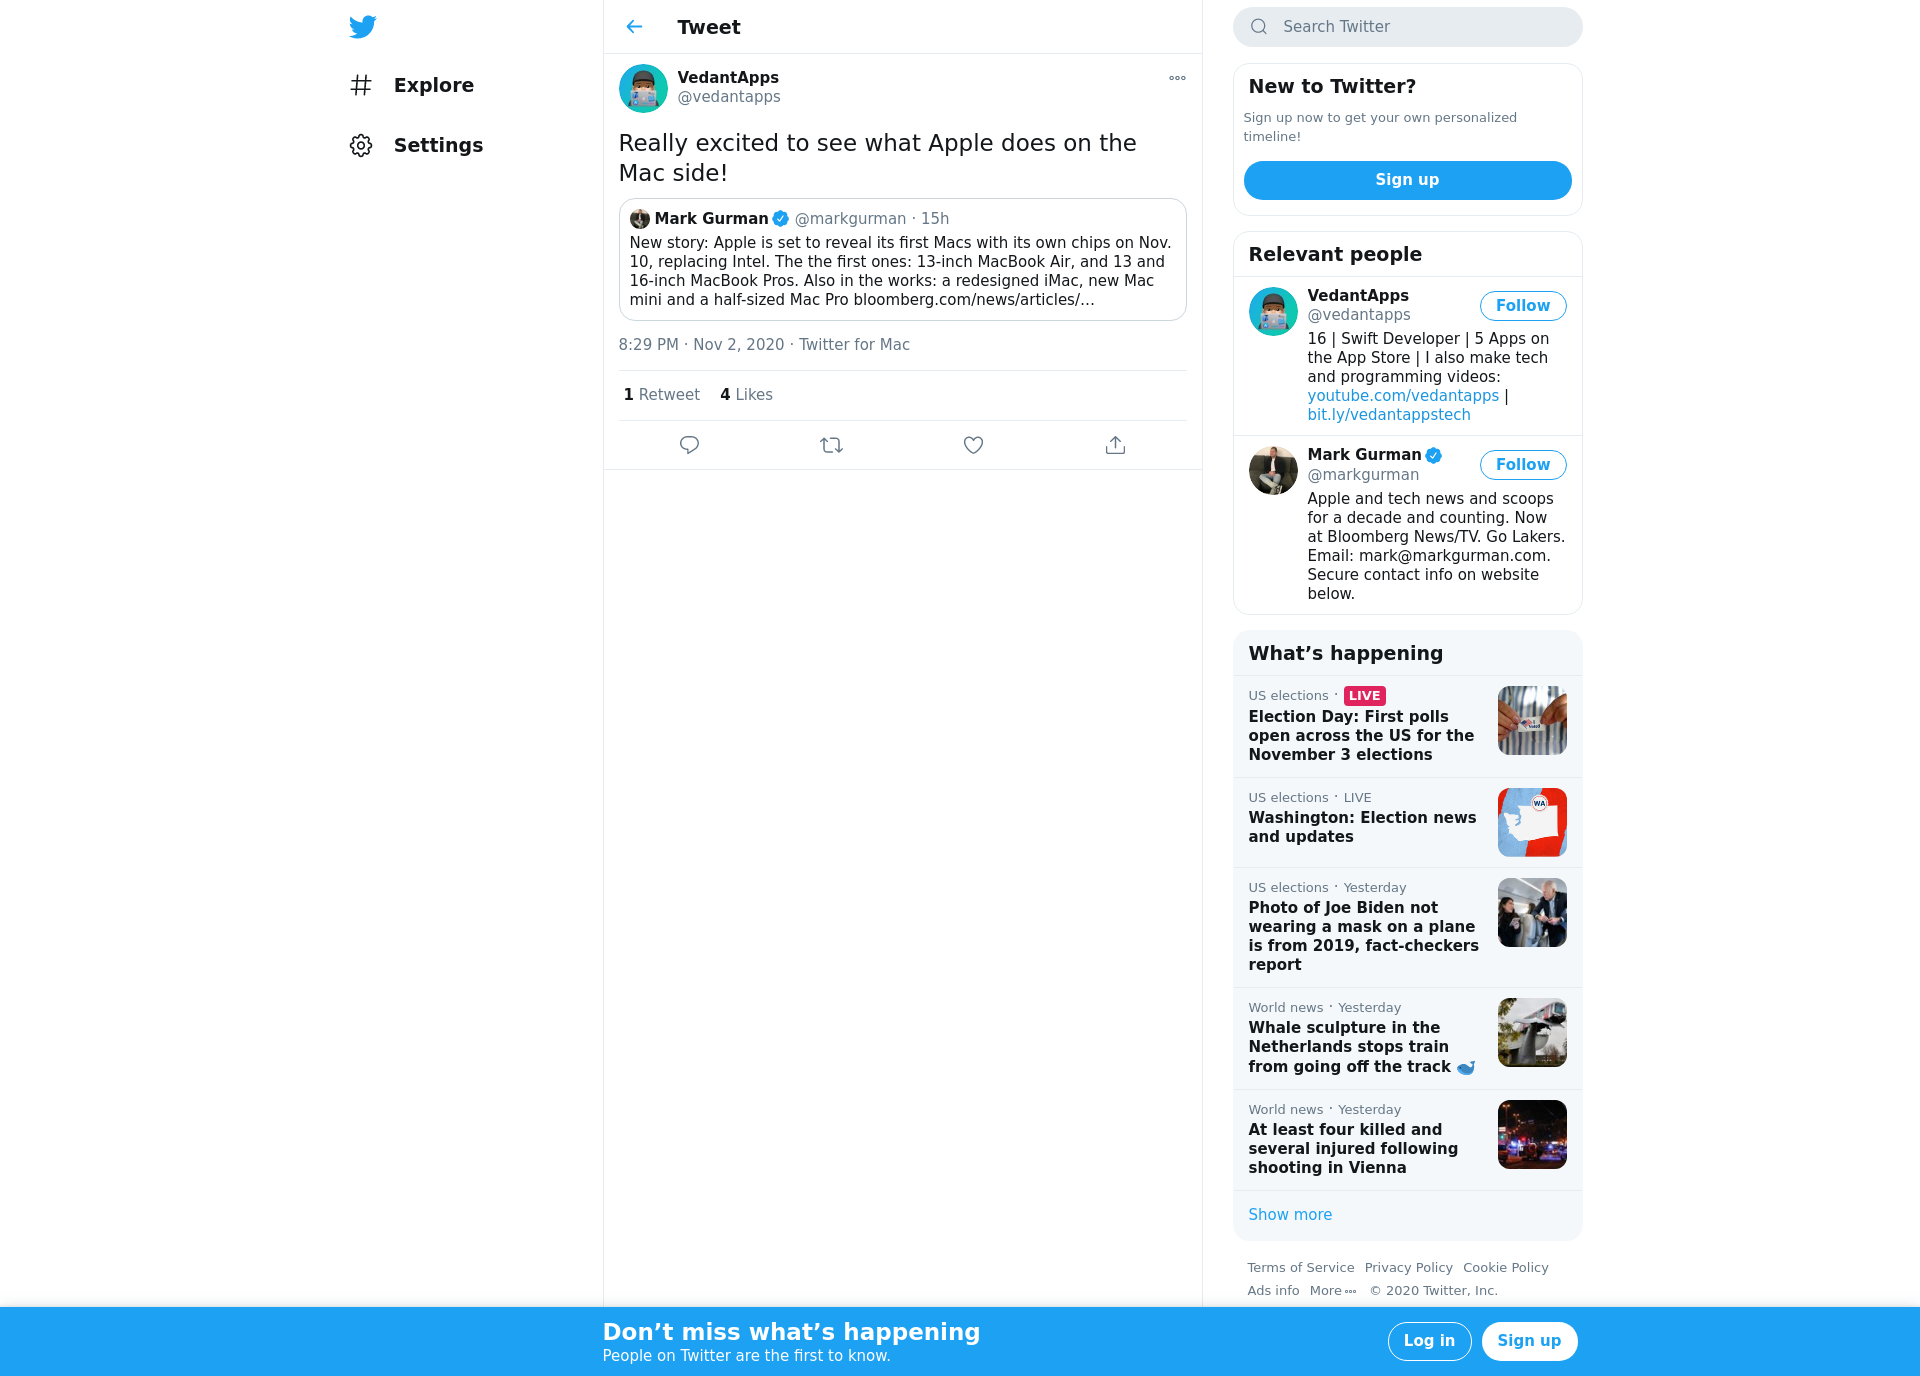 Explore
Settings
Tweet
VedantApps
@vedantapps
Really excited to see what Apple does on the
Mac side!
Mark Gurman @markgurman · 15h
New story: Apple is set to reveal its first Macs with its own chips on Nov.
10, replacing Intel. The the first ones: 13-inch MacBook Air, and 13 and
16-inch MacBook Pros. Also in the works: a redesigned iMac, new Mac
mini and a half-sized Mac Pro bloomberg.com/news/articles/…
8:29 PM · Nov 2, 2020 · Twitter for Mac
1 Retweet 4 Likes
Search Twitter
New to Twitter?
Sign up now to get your own personalized
timeline!
Sign up
Relevant people
VedantApps
@vedantapps
Follow
16 | Swift Developer | 5 Apps on
the App Store | I also make tech
and programming videos:
youtube.com/vedantapps |
bit.ly/vedantappstech
Mark Gurman
@markgurman
Follow
Apple and tech news and scoops
for a decade and counting. Now
at Bloomberg News/TV. Go Lakers.
Email: mark@markgurman.com.
Secure contact info on website
below.
What’s happening
US elections · LIVE
Election Day: First polls
open across the US for the
November 3 elections
US elections · LIVE
Washington: Election news
and updates
WA
US elections · Yesterday
Photo of Joe Biden not
wearing a mask on a plane
is from 2019, fact-checkers
report
World news · Yesterday
Whale sculpture in the
Netherlands stops train
from going off the track 🐋
World news · Yesterday
At least four killed and
several injured following
shooting in Vienna
Show more
Terms of Service Privacy Policy Cookie Policy
Ads info More © 2020 Twitter, Inc.
Don’t miss what’s happening
People on Twitter are the first to know.
Log in
Sign up